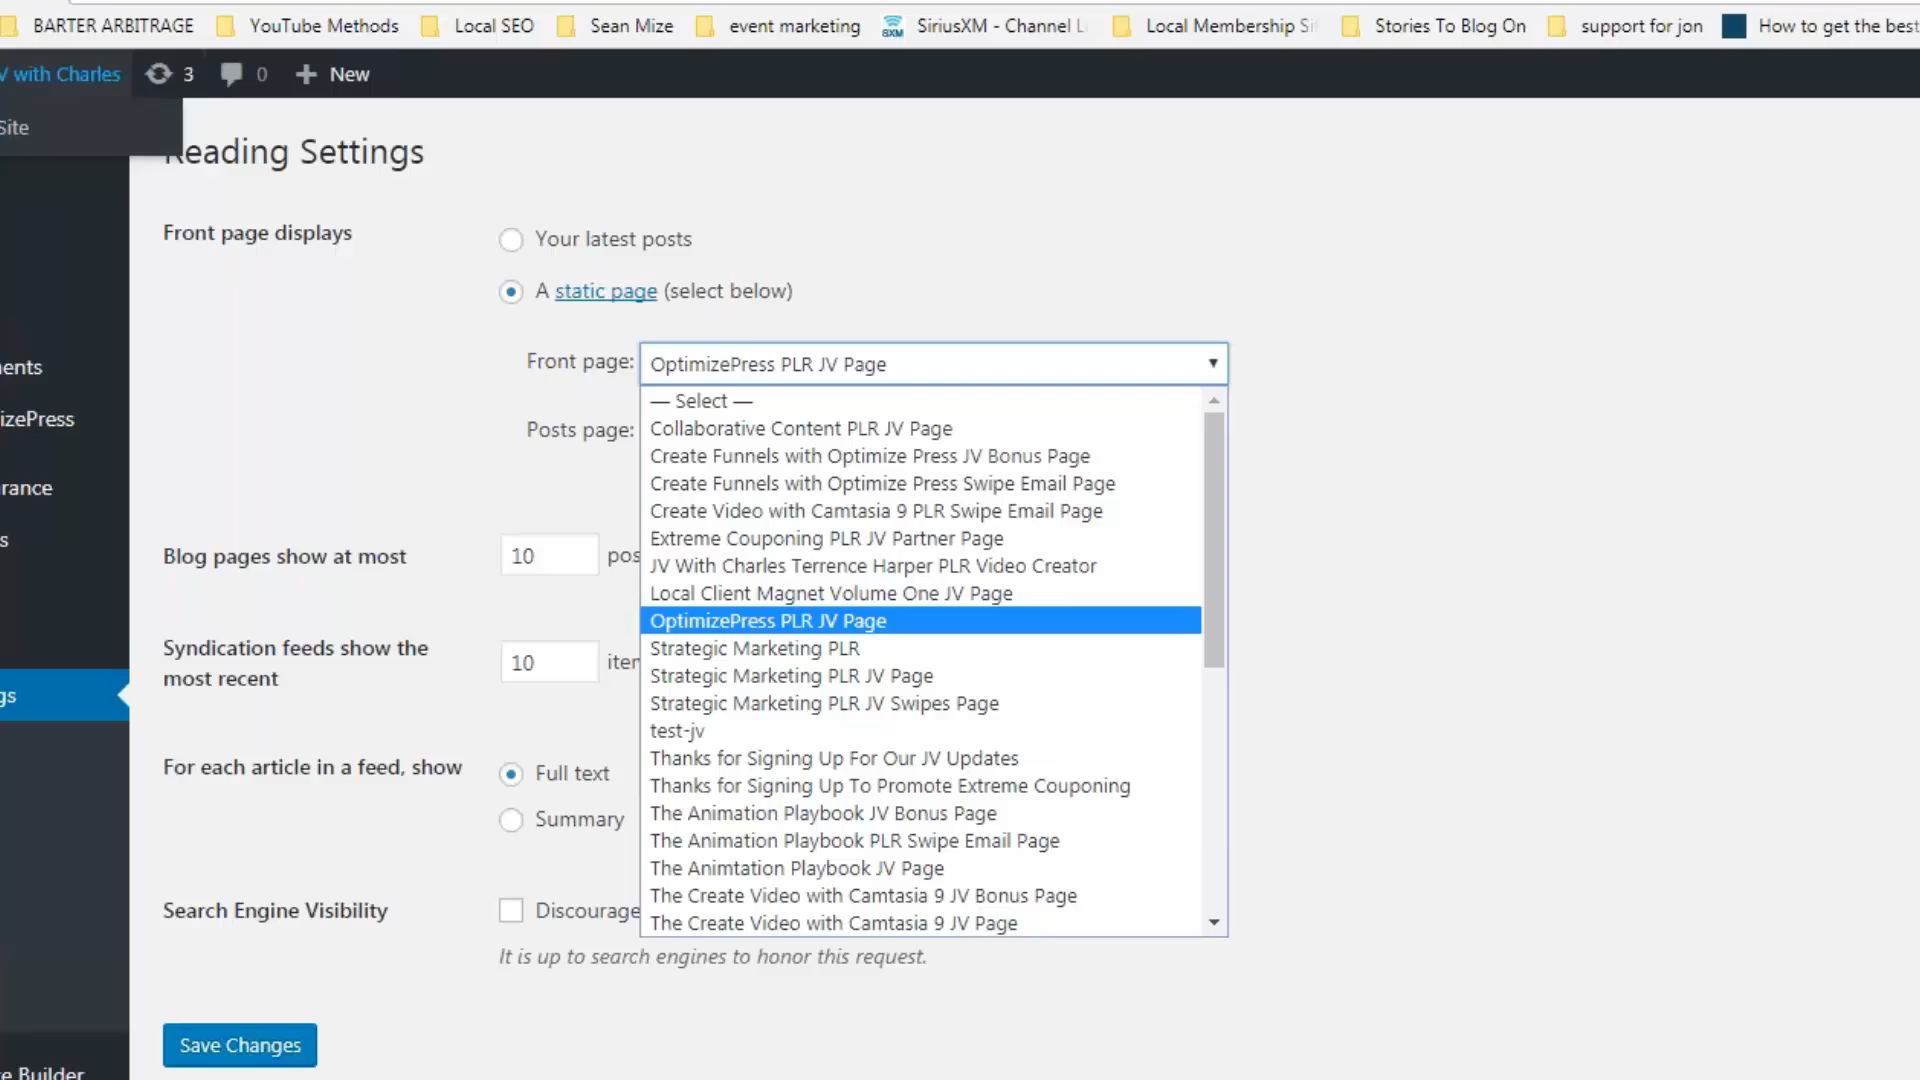 BARTER ARBITRAGE YouTube Methods Local SEO Sean Mize event marketing SiriusXM - Channel L Local Membership Si Stories To Blog On support for jon How to get the best
V with Charles 3 0 + New
Site
Reading Settings
Front page displays
Your latest posts
A static page (select below)
Front page: OptimizePress PLR JV Page
— Select —
Collaborative Content PLR JV Page
Posts page:
Create Funnels with Optimize Press JV Bonus Page
Create Funnels with Optimize Press Swipe Email Page
Create Video with Camtasia 9 PLR Swipe Email Page
Extreme Couponing PLR JV Partner Page
JV With Charles Terrence Harper PLR Video Creator
Local Client Magnet Volume One JV Page
OptimizePress PLR JV Page
Strategic Marketing PLR
Strategic Marketing PLR JV Page
Strategic Marketing PLR JV Swipes Page
test-jv
Thanks for Signing Up For Our JV Updates
Thanks for Signing Up To Promote Extreme Couponing
The Animation Playbook JV Bonus Page
The Animation Playbook PLR Swipe Email Page
The Animtation Playbook JV Page
The Create Video with Camtasia 9 JV Bonus Page
The Create Video with Camtasia 9 JV Page
Blog pages show at most 10 pos
Syndication feeds show the
most recent
10 iter
For each article in a feed, show
Full text
Summary
Search Engine Visibility
Discourage
It is up to search engines to honor this request.
Save Changes
ents
izePress
rance
s
gs
e Builder